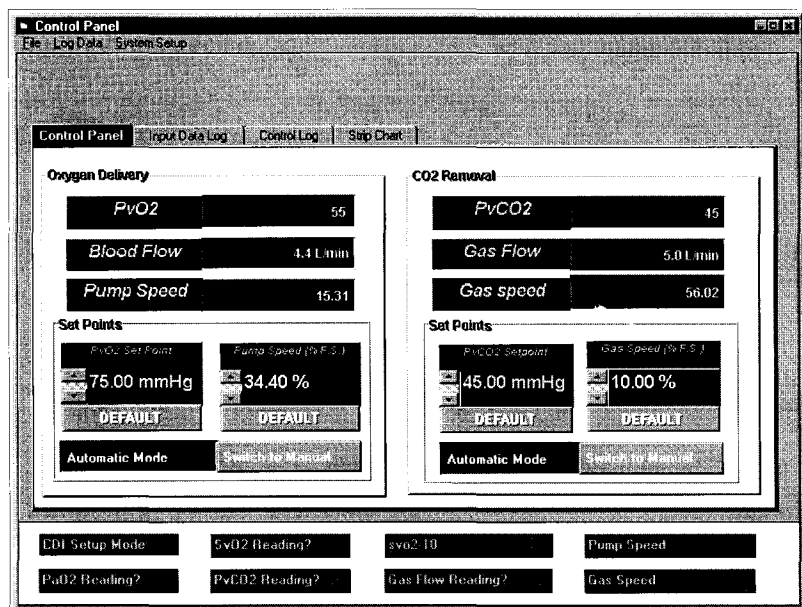 Control Panel
File Log Data System Setup
Control Panel Input Data Log Control Log Strip Chart
Oxygen Delivery
PvO2 55
Blood Flow 4.4 L/min
Pump Speed 15.31
Set Points
PvO2 Set Point Pump Speed (% F.S.)
75.00 mmHg 34.40 %
DEFAULT DEFAULT
Automatic Mode Switch to Manual
CO2 Removal
PvCO2 45
Gas Flow 5.0 L/min
Gas speed 56.02
Set Points
PvCO2 Setpoint Gas Speed (% F.S.)
45.00 mmHg 10.00 %
DEFAULT DEFAULT
Automatic Mode Switch to Manual
CDI Setup Mode SvO2 Reading? svo2-10 Pump Speed
PaO2 Reading? PvCO2 Reading? Gas Flow Reading? Gas Speed